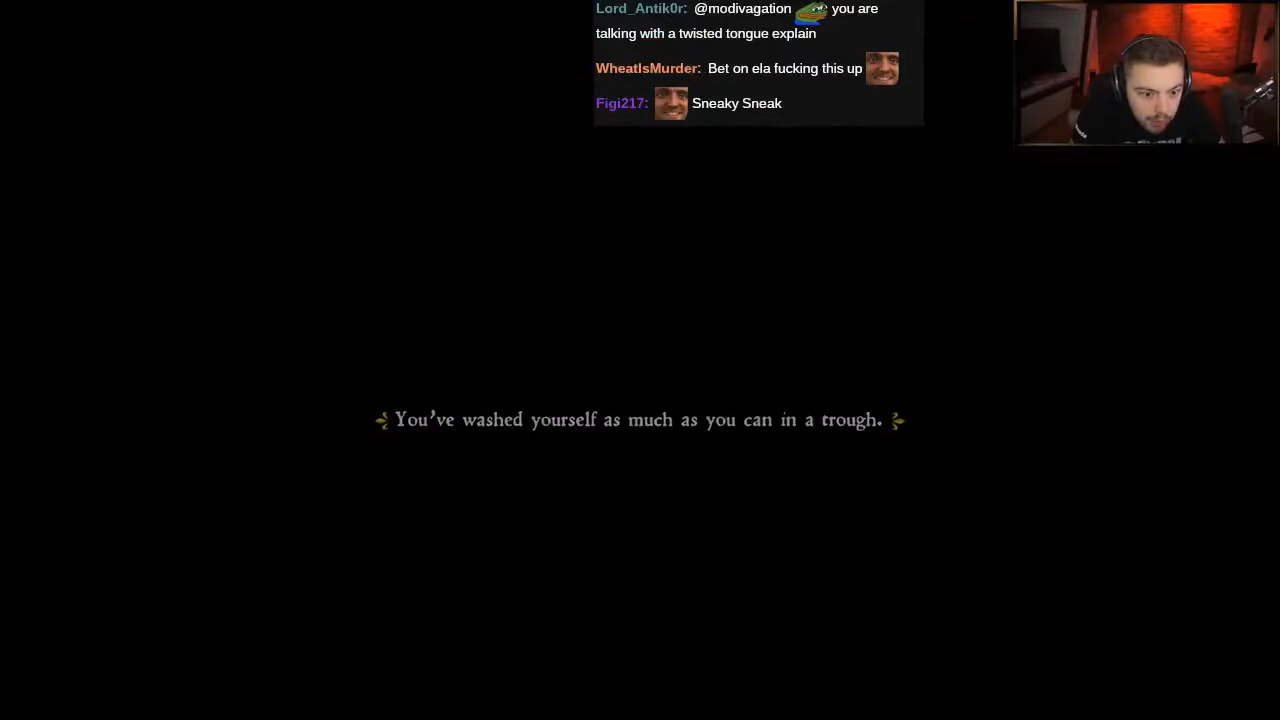 Lord_Antik0r: @modivagation you are
talking with a twisted tongue explain
WheatIsMurder: Bet on ela fucking this up
Figi217: Sneaky Sneak
You've washed yourself as much as you can in a trough.